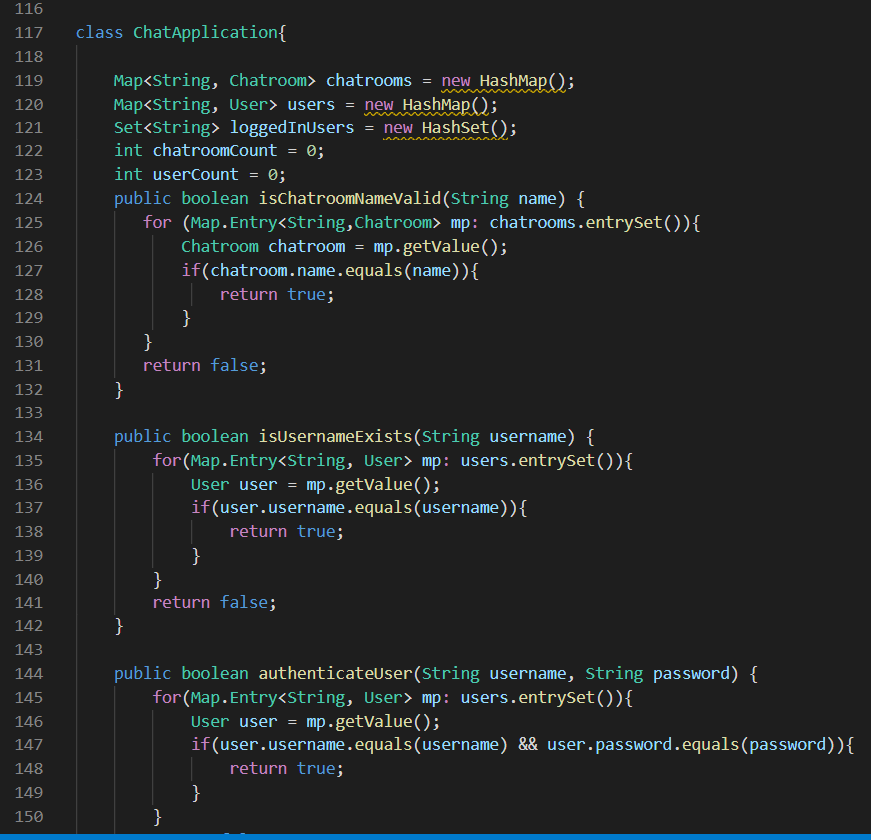 116
117 class ChatApplication{
118
119 Map<String, Chatroom> chatrooms = new HashMap();
120 Map<String, User> users = new HashMap();
121 Set<String> loggedInUsers = new HashSet();
122 int chatroomCount = 0;
123 int userCount = 0;
124 public boolean isChatroomNameValid(String name) {
125 for (Map.Entry<String,Chatroom> mp: chatrooms.entrySet()){
126 Chatroom chatroom = mp.getValue();
127 if(chatroom.name.equals(name)){
128 return true;
129 }
130 }
131 return false;
132 }
133
134 public boolean isUsernameExists(String username) {
135 for(Map.Entry<String, User> mp: users.entrySet()){
136 User user = mp.getValue();
137 if(user.username.equals(username)){
138 return true;
139 }
140 }
141 return false;
142 }
143
144 public boolean authenticateUser(String username, String password) {
145 for(Map.Entry<String, User> mp: users.entrySet()){
146 User user = mp.getValue();
147 if(user.username.equals(username) && user.password.equals(password)){
148 return true;
149 }
150 }